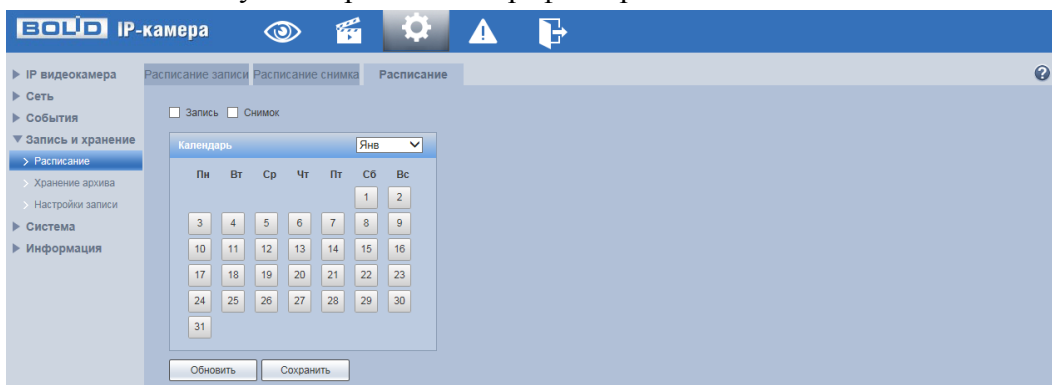 BOLID IP-камера
IP видеокамера
Сеть
События
Запись и хранение
Расписание
Хранение архива
Настройки записи
Система
Информация
Расписание записи Расписание снимка Расписание
Запись Снимок
Календарь Янв
Пн Вт Ср Чт Пт Сб Вс
1 2
3 4 5 6 7 8 9
10 11 12 13 14 15 16
17 18 19 20 21 22 23
24 25 26 27 28 29 30
31
Обновить Сохранить